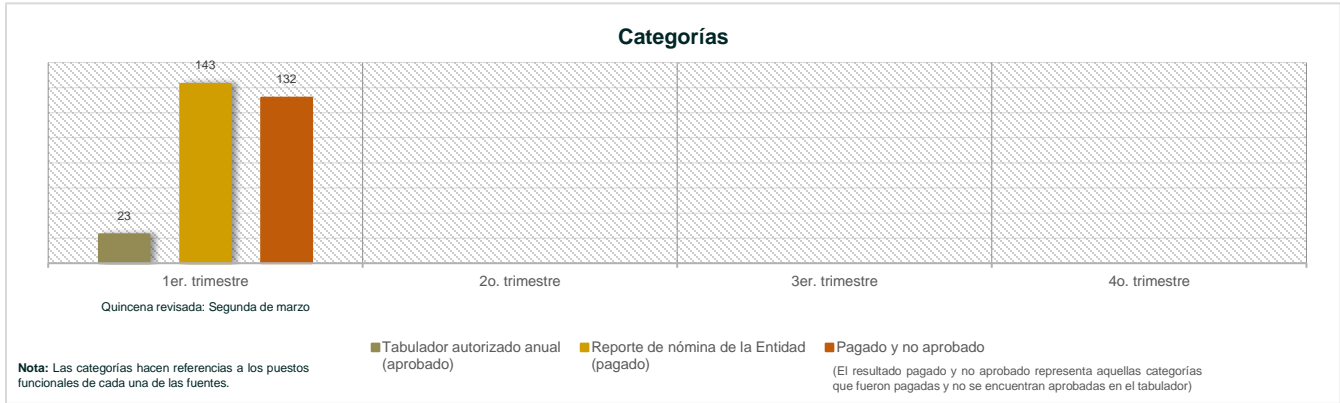 Categorías
143
132
23
1er. trimestre
2o. trimestre
3er. trimestre
4o. trimestre
Quincena revisada: Segunda de marzo
Tabulador autorizado anual
(aprobado)
Reporte de nómina de la Entidad
(pagado)
Pagado y no aprobado
(El resultado pagado y no aprobado representa aquellas categorías
que fueron pagadas y no se encuentran aprobadas en el tabulador)
Nota: Las categorías hacen referencias a los puestos
funcionales de cada una de las fuentes.